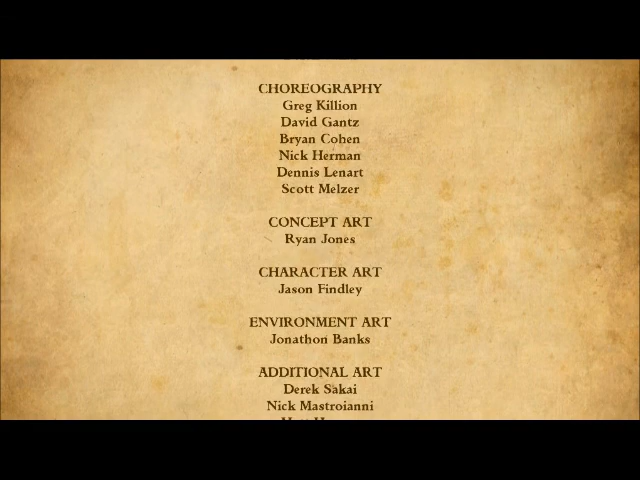 CHOREOGRAPHY
Greg Killion
David Gantz
Bryan Cohen
Nick Herman
Dennis Lenart
Scott Melzer
CONCEPT ART
Ryan Jones
CHARACTER ART
Jason Findley
ENVIRONMENT ART
Jonathon Banks
ADDITIONAL ART
Derek Sakai
Nick Mastroianni